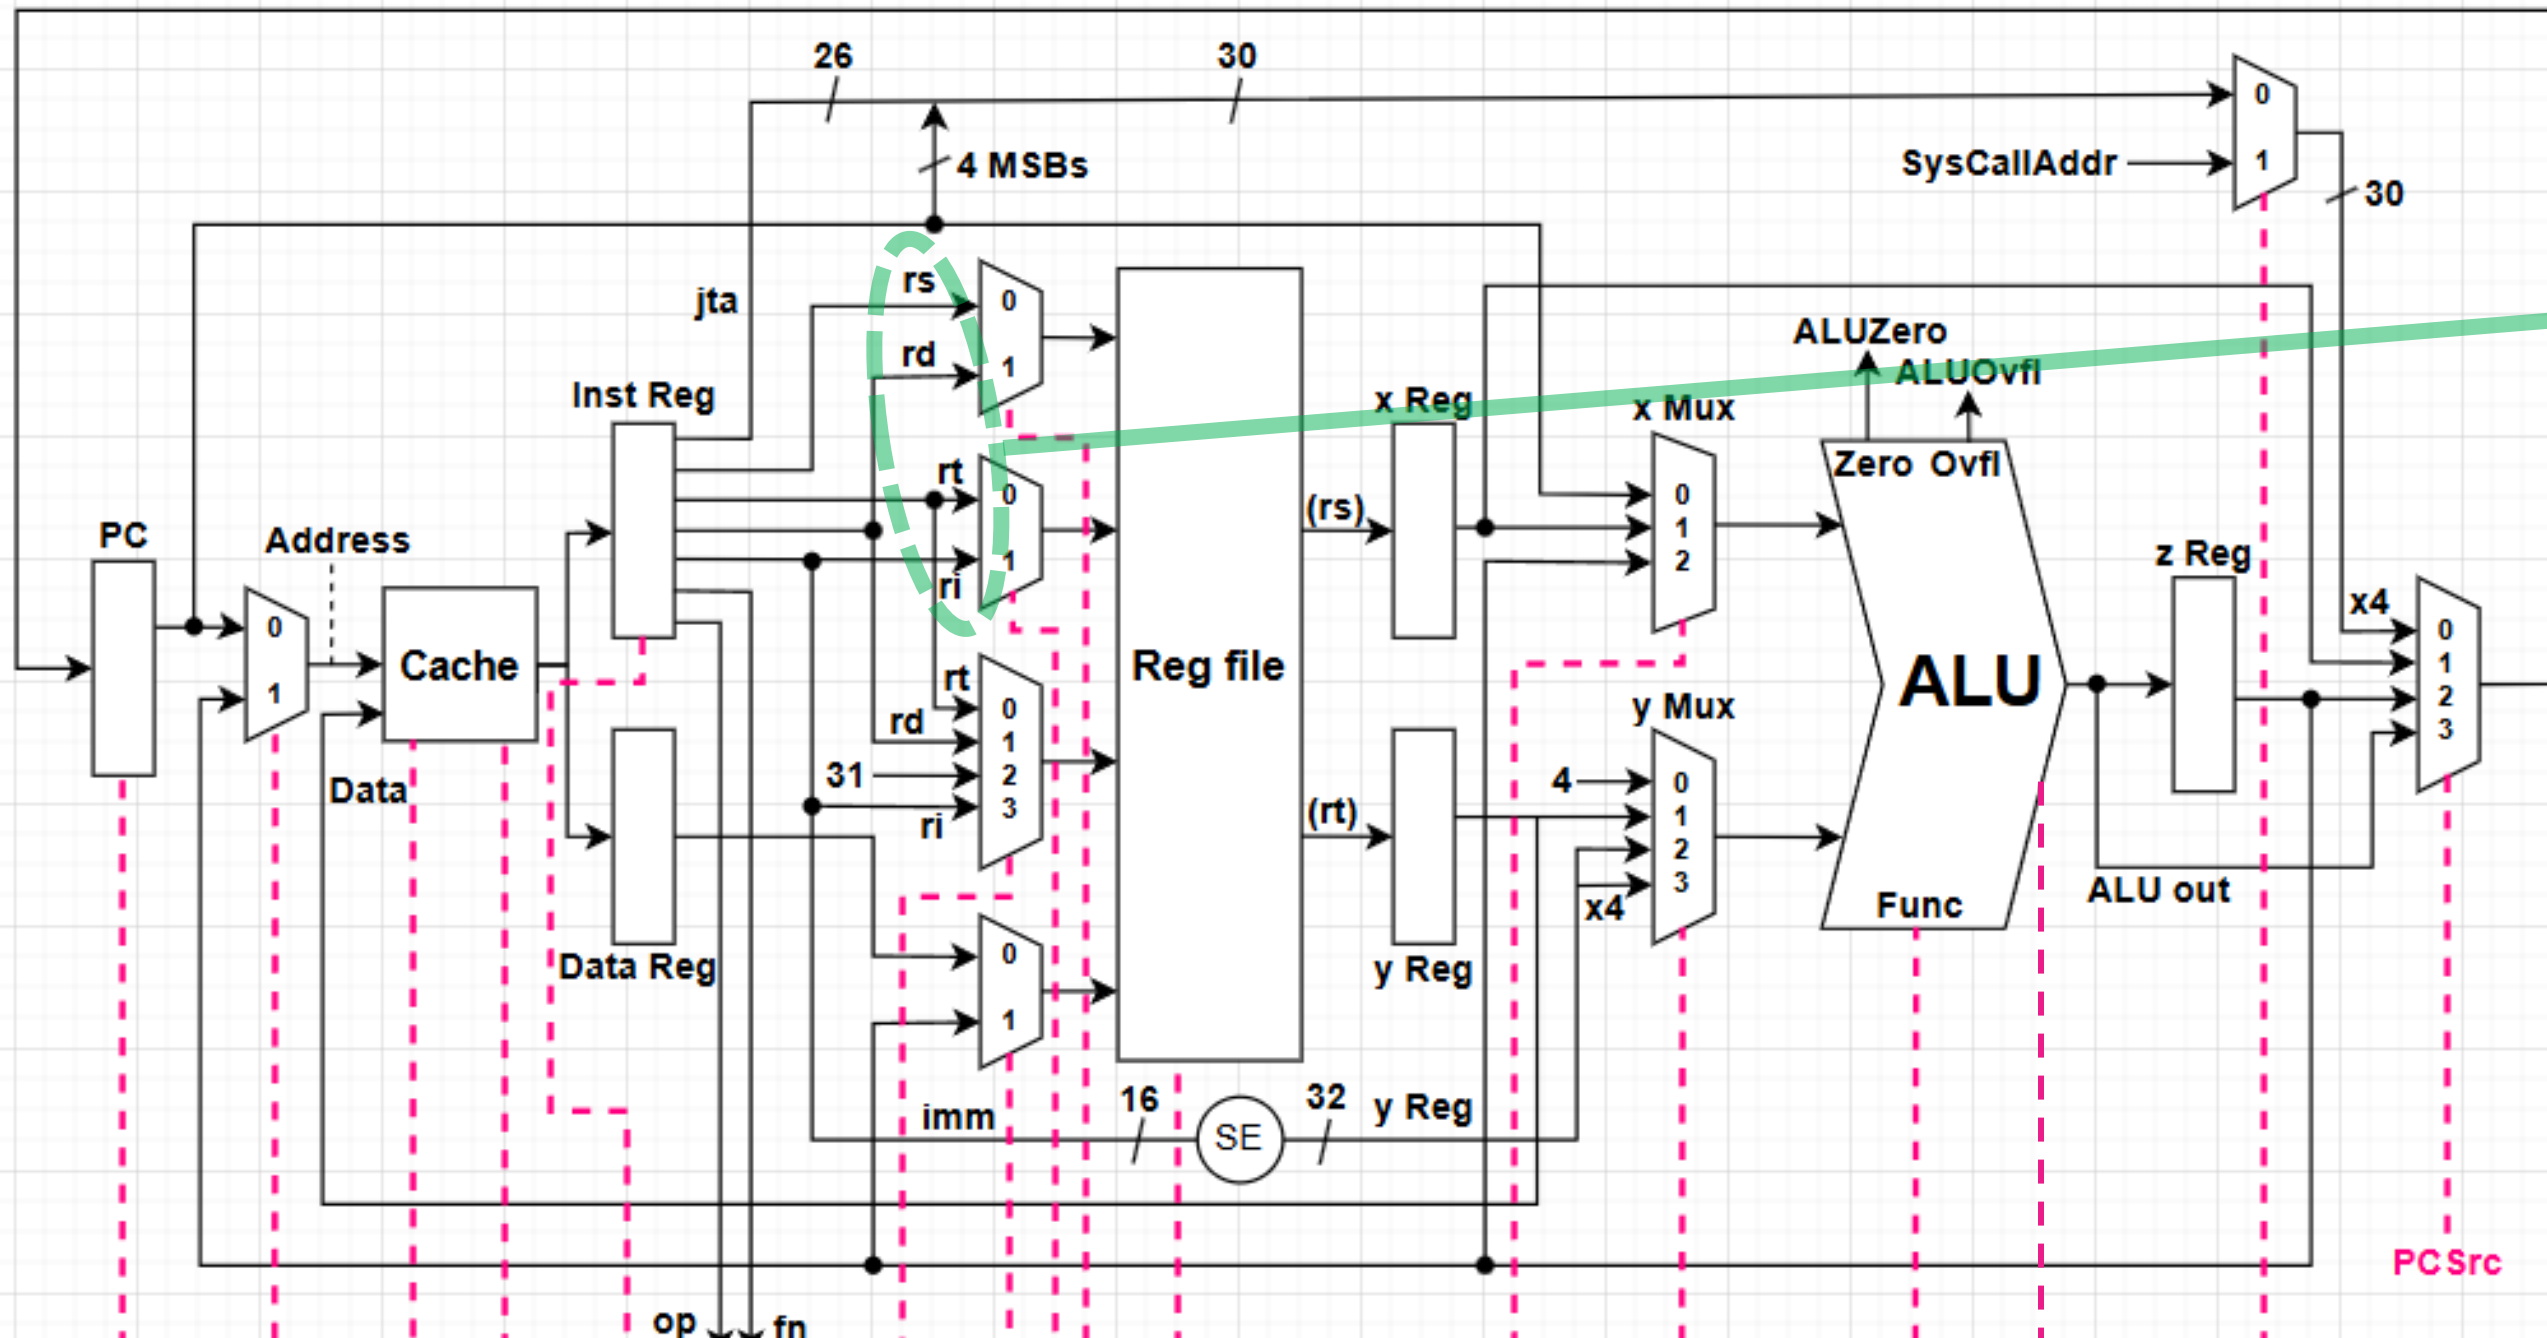 26
30
4 MSBs
0
SysCallAddr
1
30
jta
rs
0
rd
1
ALUZero
ALUOvfl
Inst Reg
x Reg
x Mux
rt
0
Zero Ovfl
(rs)
0
1
2
PC
Address
ri
1
z Reg
x4
0
1
2
3
0
1
Cache
Reg file
ALU
rt
0
rd
1
31
2
3
ri
y Mux
Data
4
0
1
2
3
x4
(rt)
Func
ALU out
Data Reg
0
1
y Reg
imm
16
SE
32
y Reg
PCSrc
op
fn